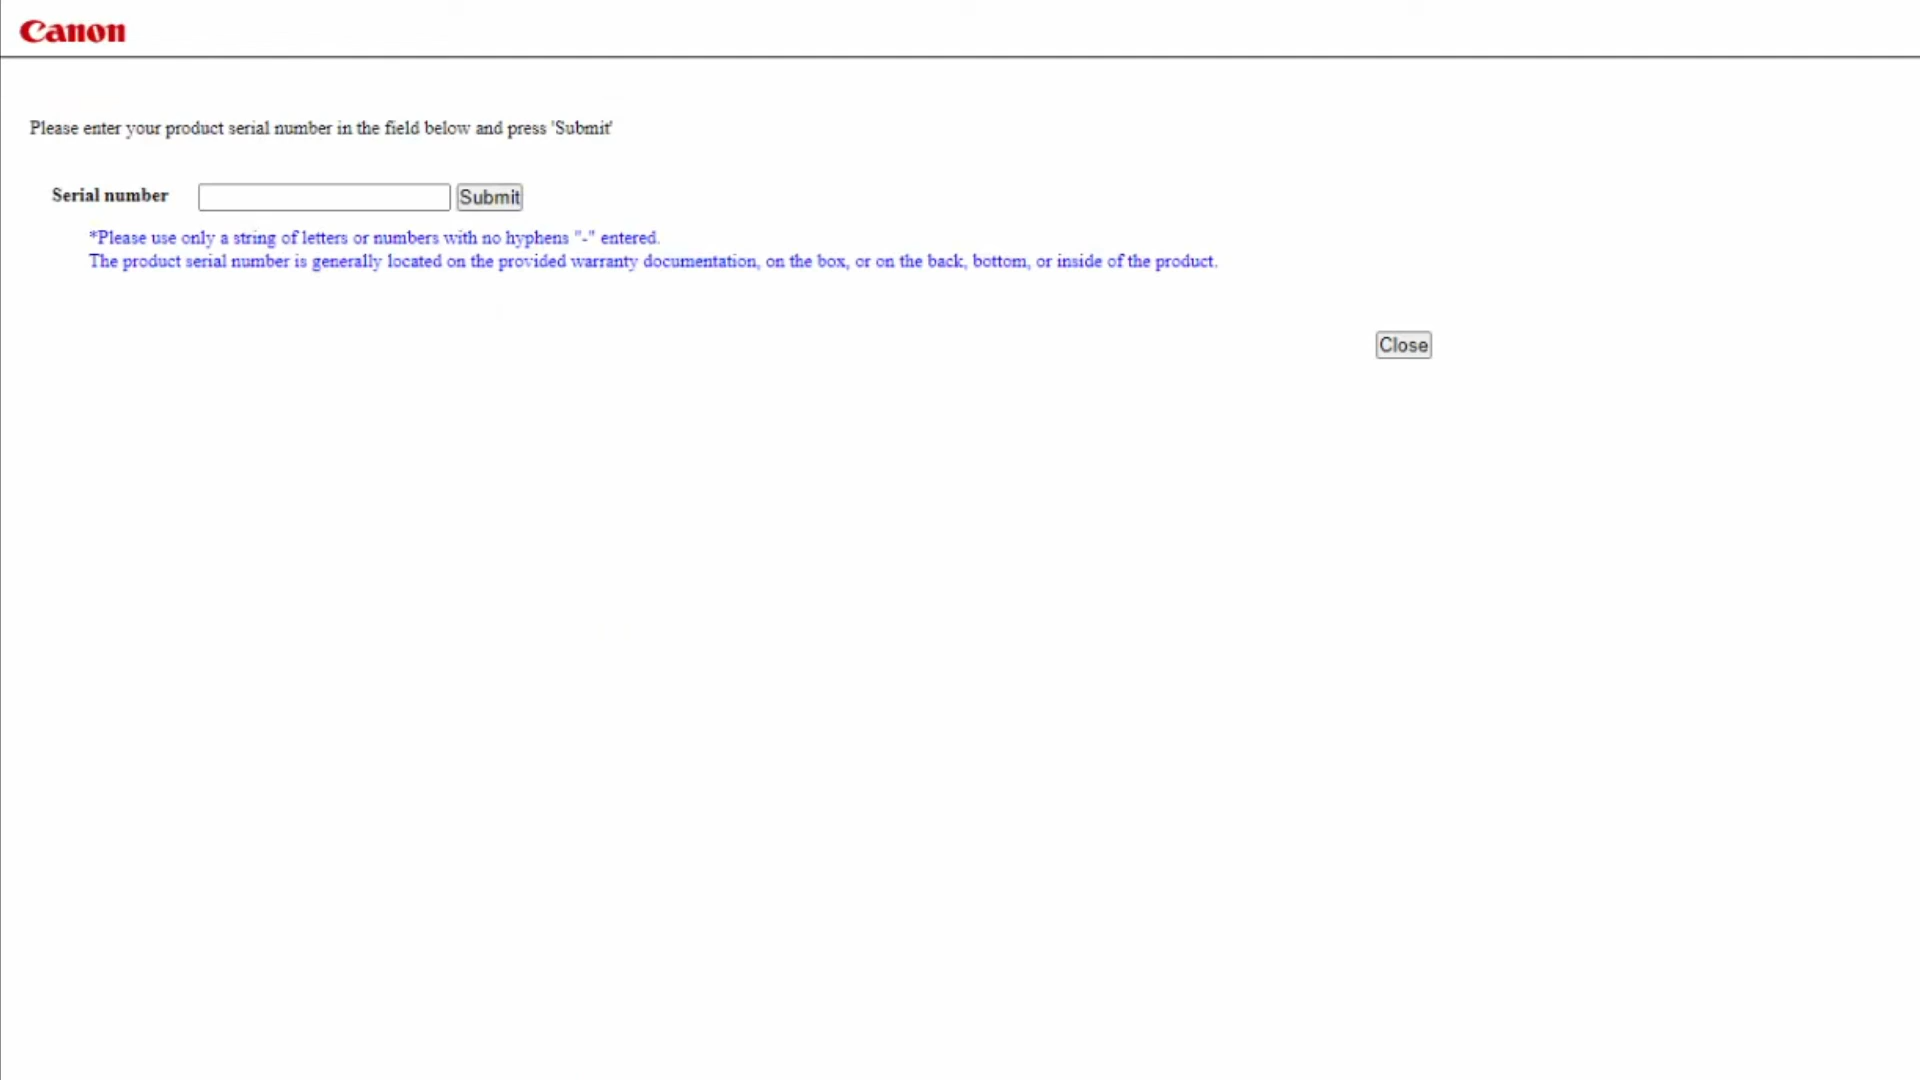 Canon
Please enter your product serial number in the field below and press 'Submit'
Serial number Submit
*Please use only a string of letters or numbers with no hyphens "-" entered.
The product serial number is generally located on the provided warranty documentation, on the box, or on the back, bottom, or inside of the product.
Close